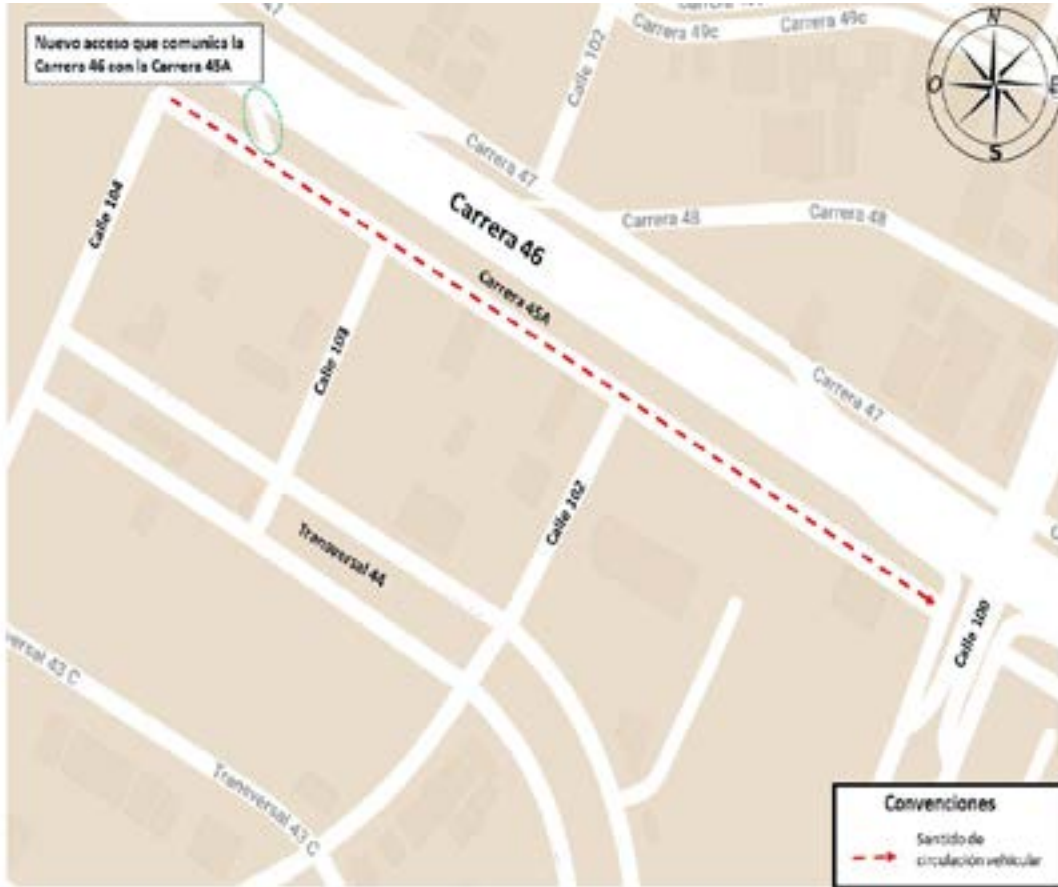 Nuevo acceso que comunica la
Carrera 46 con la Carrera 45A
47
Carrera 49c
Carrera 49c
Calle 102
N
O
E
S
Carrera 47
Carrera 46
Carrera 48
Carrera 48
Calle 104
Carrera 45A
Calle 103
Carrera 47
Calle 102
Transversal 44
Calle 100
versal 43 C
Transversal 43 C
Convenciones
Sentido de
circulación vehicular